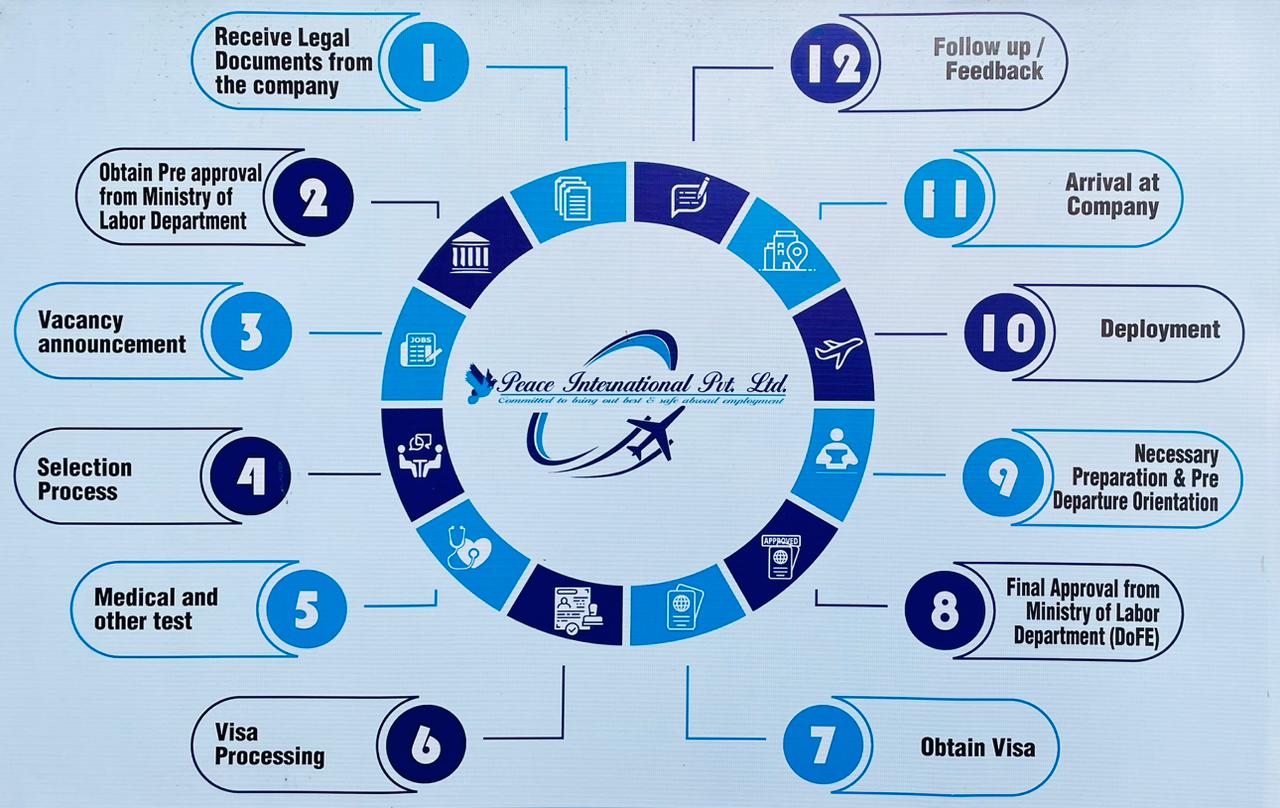 1
Receive Legal
Documents from
the company
2
Obtain Pre approval
from Ministry of
Labor Department
3
Vacancy
announcement
4
Selection
Process
5
Medical and
other test
6
Visa
Processing
7
Obtain Visa
8
Final Approval from
Ministry of Labor
Department (DoFE)
9
Necessary
Preparation & Pre
Departure Orientation
10
Deployment
11
Arrival at
Company
12
Follow up /
Feedback
JOBS
APPROVED
Peace International Pvt. Ltd.
Committed to bring out best & safe abroad employment